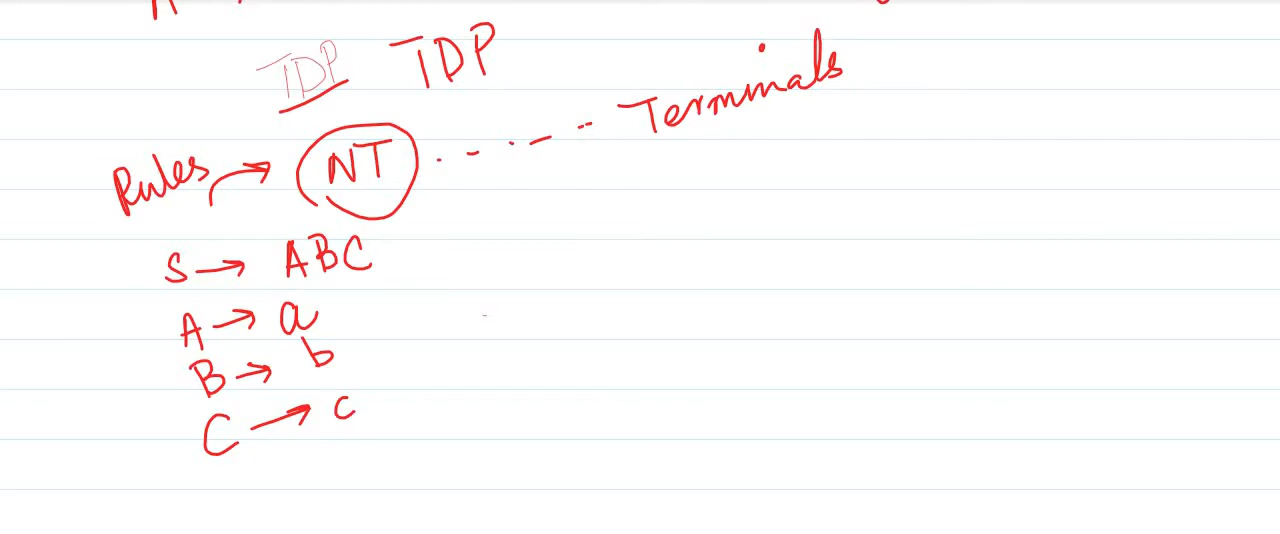 TDP TDP
Rules → NT ..... Terminals
S → ABC
A → a
B → b
C → c